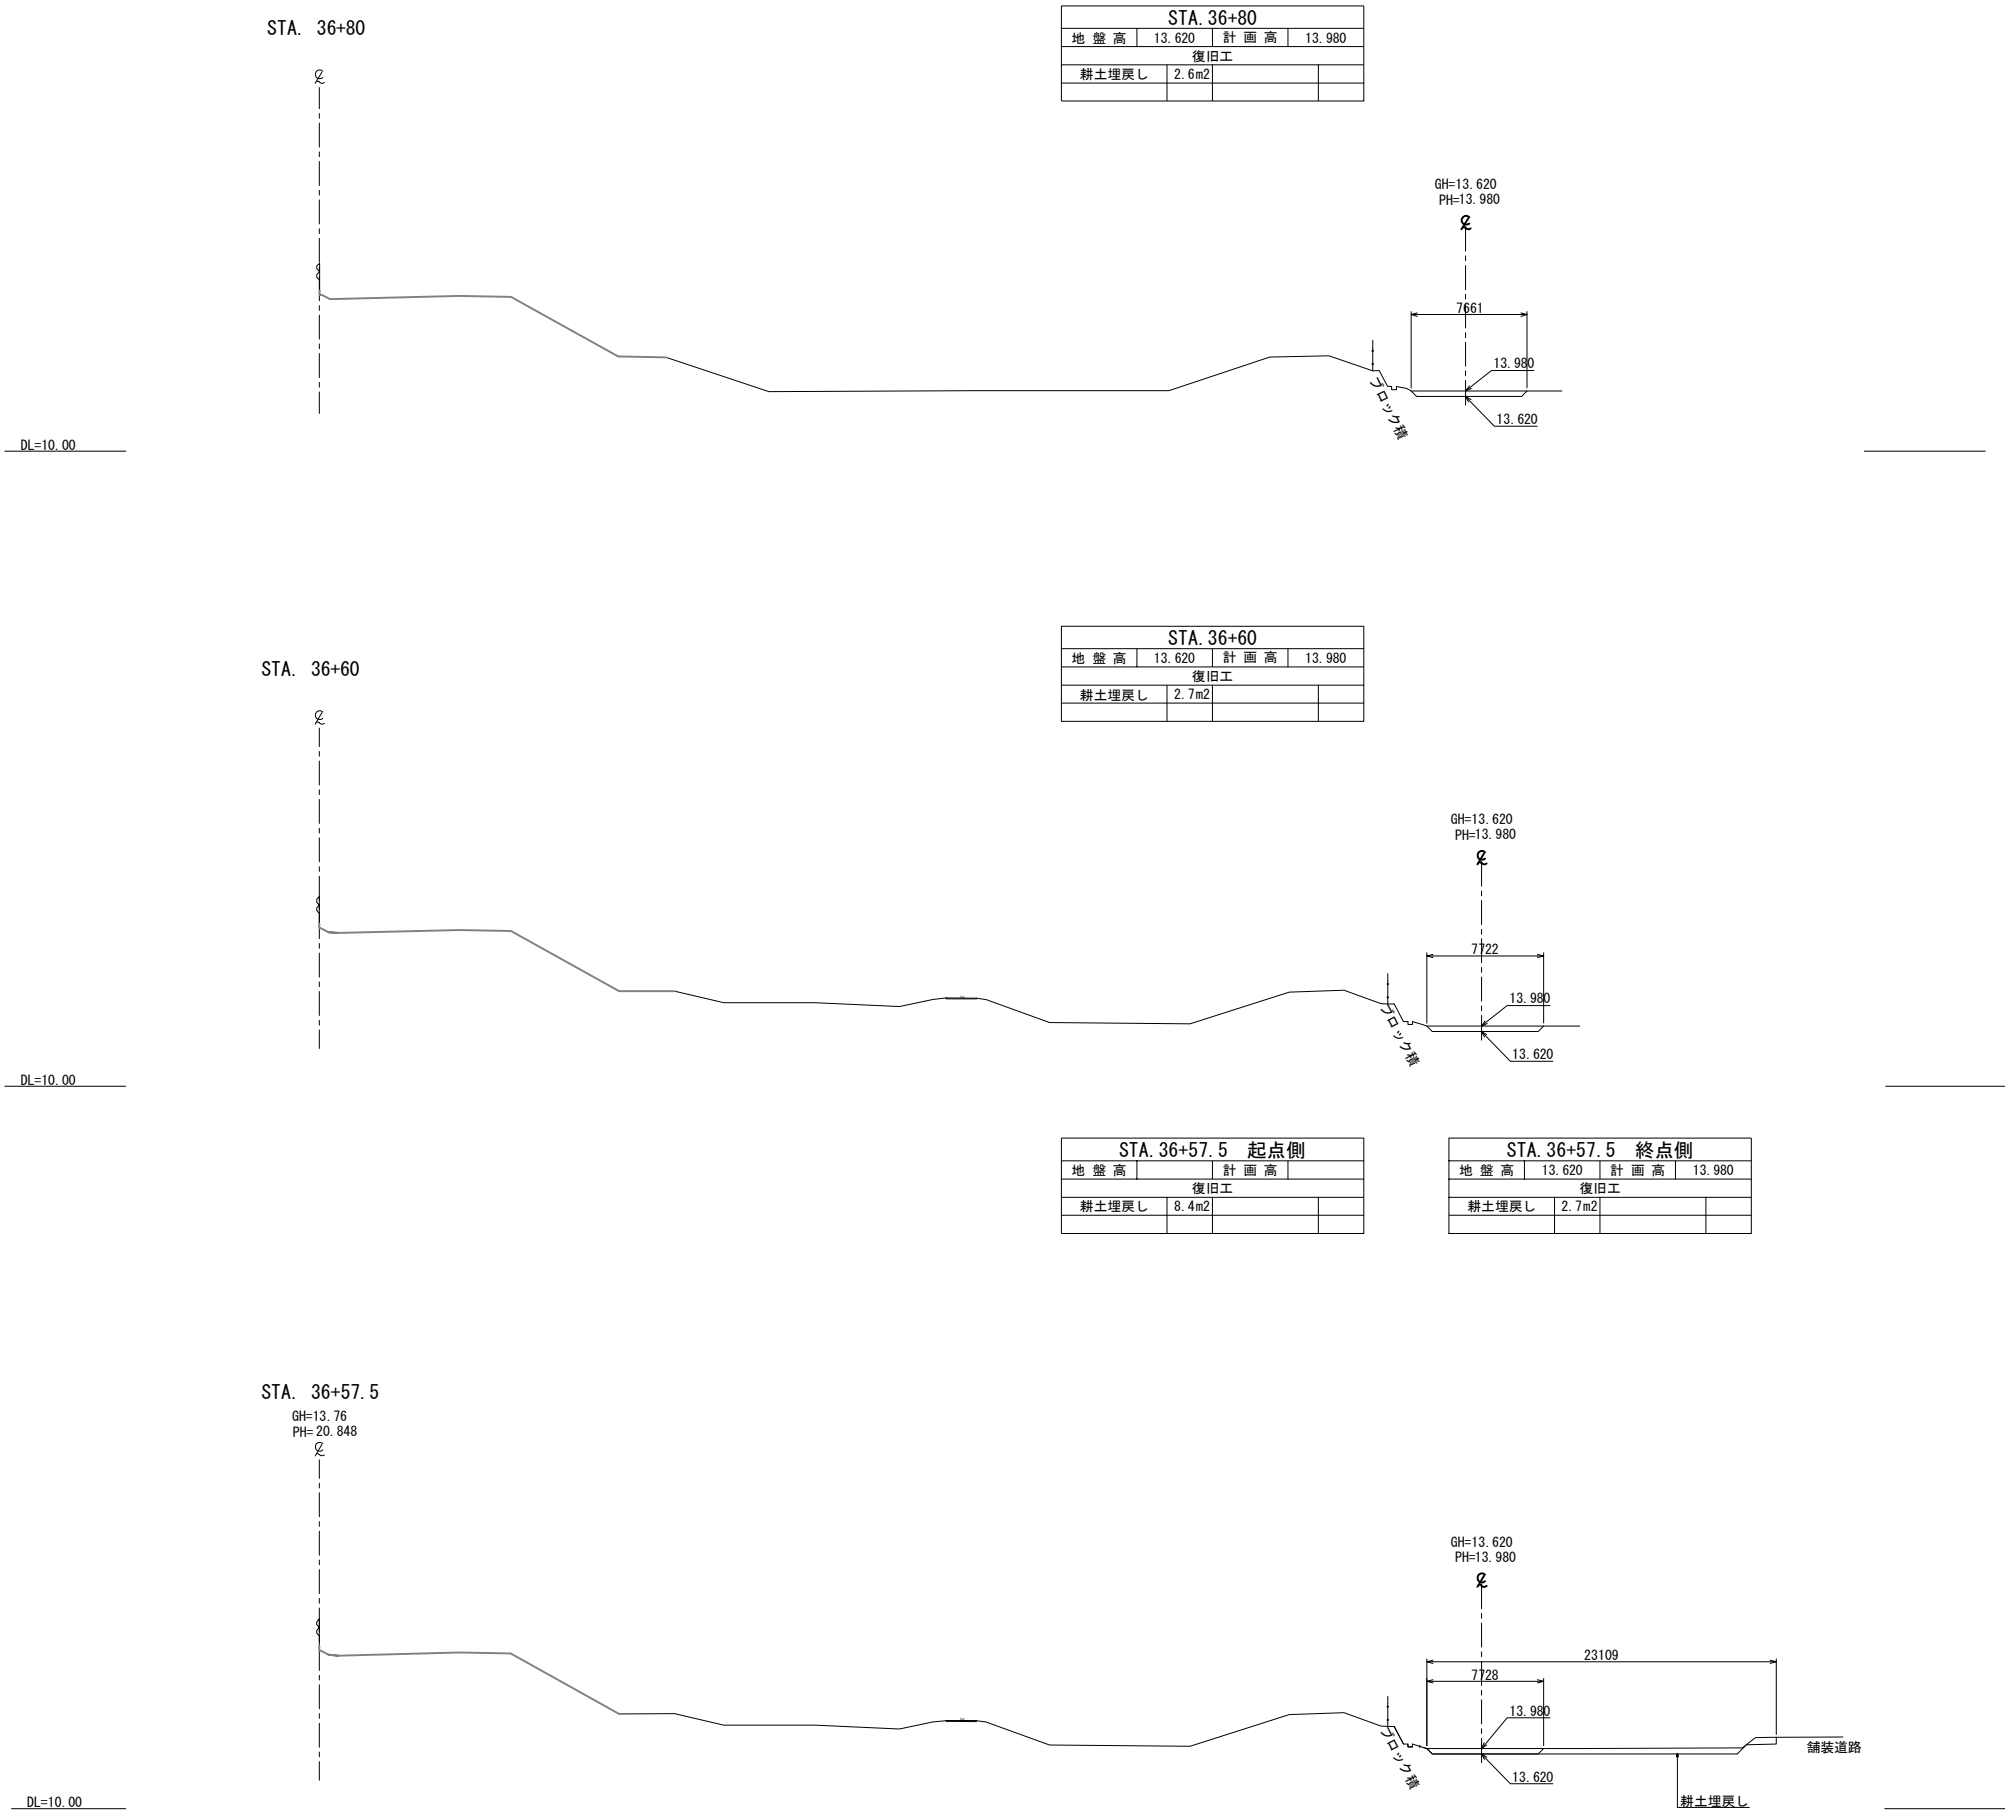 STA. 36+80
STA.36+80
地 盤 高 13.620 計 画 高 13.980
復旧工
耕土埋戻し 2.6m2
GH=13.620
PH=13.980
7661
13.980
13.620
ブロック積
DL=10.00
STA. 36+60
STA.36+60
地 盤 高 13.620 計 画 高 13.980
復旧工
耕土埋戻し 2.7m2
GH=13.620
PH=13.980
7722
13.980
13.620
ブロック積
DL=10.00
STA.36+57.5 起点側
地 盤 高 計 画 高
復旧工
耕土埋戻し 8.4m2
STA.36+57.5 終点側
地 盤 高 13.620 計 画 高 13.980
復旧工
耕土埋戻し 2.7m2
STA. 36+57.5
GH=13.76
PH= 20.848
GH=13.620
PH=13.980
23109
7728
13.980
13.620
ブロック積
舗装道路
耕土埋戻し
DL=10.00